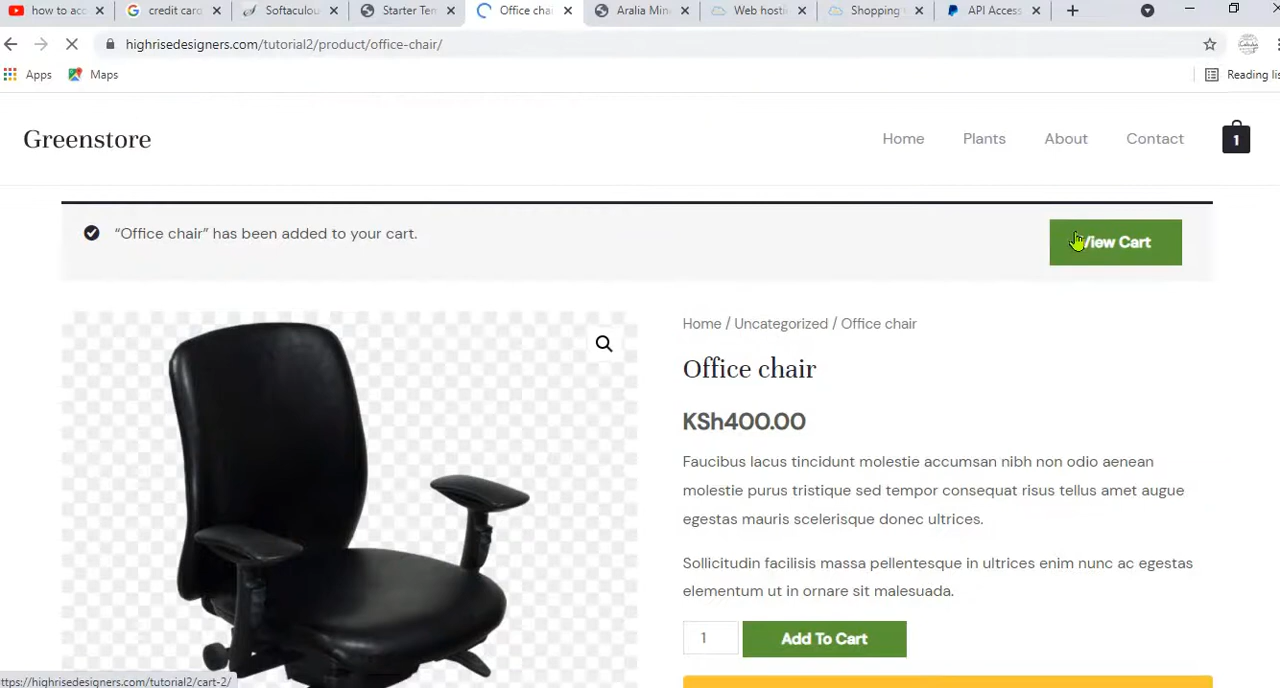 how to acc
credit card
Softaculou
Starter Ten
Office chai
Aralia Min
Web hosti
Shopping
API Access
highrisedesigners.com/tutorial2/product/office-chair/
Apps
Maps
Reading lis
Greenstore
Home
Plants
About
Contact
1
“Office chair” has been added to your cart.
View Cart
Home / Uncategorized / Office chair
Office chair
KSh400.00
Faucibus lacus tincidunt molestie accumsan nibh non odio aenean
molestie purus tristique sed tempor consequat risus tellus amet augue
egestas mauris scelerisque donec ultrices.
Sollicitudin facilisis massa pellentesque in ultrices enim nunc ac egestas
elementum ut in ornare sit malesuada.
1
Add To Cart
ttps://highrisedesigners.com/tutorial2/cart-2/